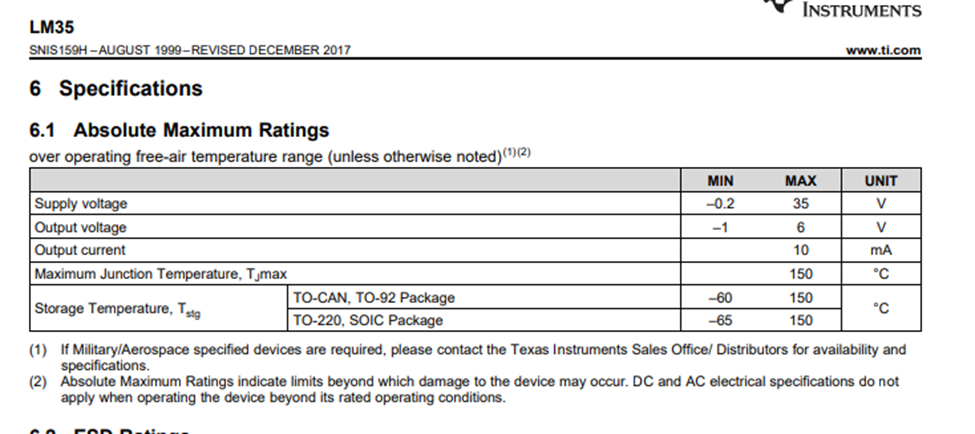 INSTRUMENTS
LM35
SNIS159H –AUGUST 1999–REVISED DECEMBER 2017
www.ti.com
6 Specifications
6.1 Absolute Maximum Ratings
over operating free-air temperature range (unless otherwise noted)(1)(2)
MIN MAX UNIT
Supply voltage –0.2 35 V
Output voltage –1 6 V
Output current 10 mA
Maximum Junction Temperature, TJmax 150 °C
Storage Temperature, Tstg TO-CAN, TO-92 Package –60 150 °C
TO-220, SOIC Package –65 150
(1) If Military/Aerospace specified devices are required, please contact the Texas Instruments Sales Office/ Distributors for availability and
specifications.
(2) Absolute Maximum Ratings indicate limits beyond which damage to the device may occur. DC and AC electrical specifications do not
apply when operating the device beyond its rated operating conditions.
6.2 ESD Ratings